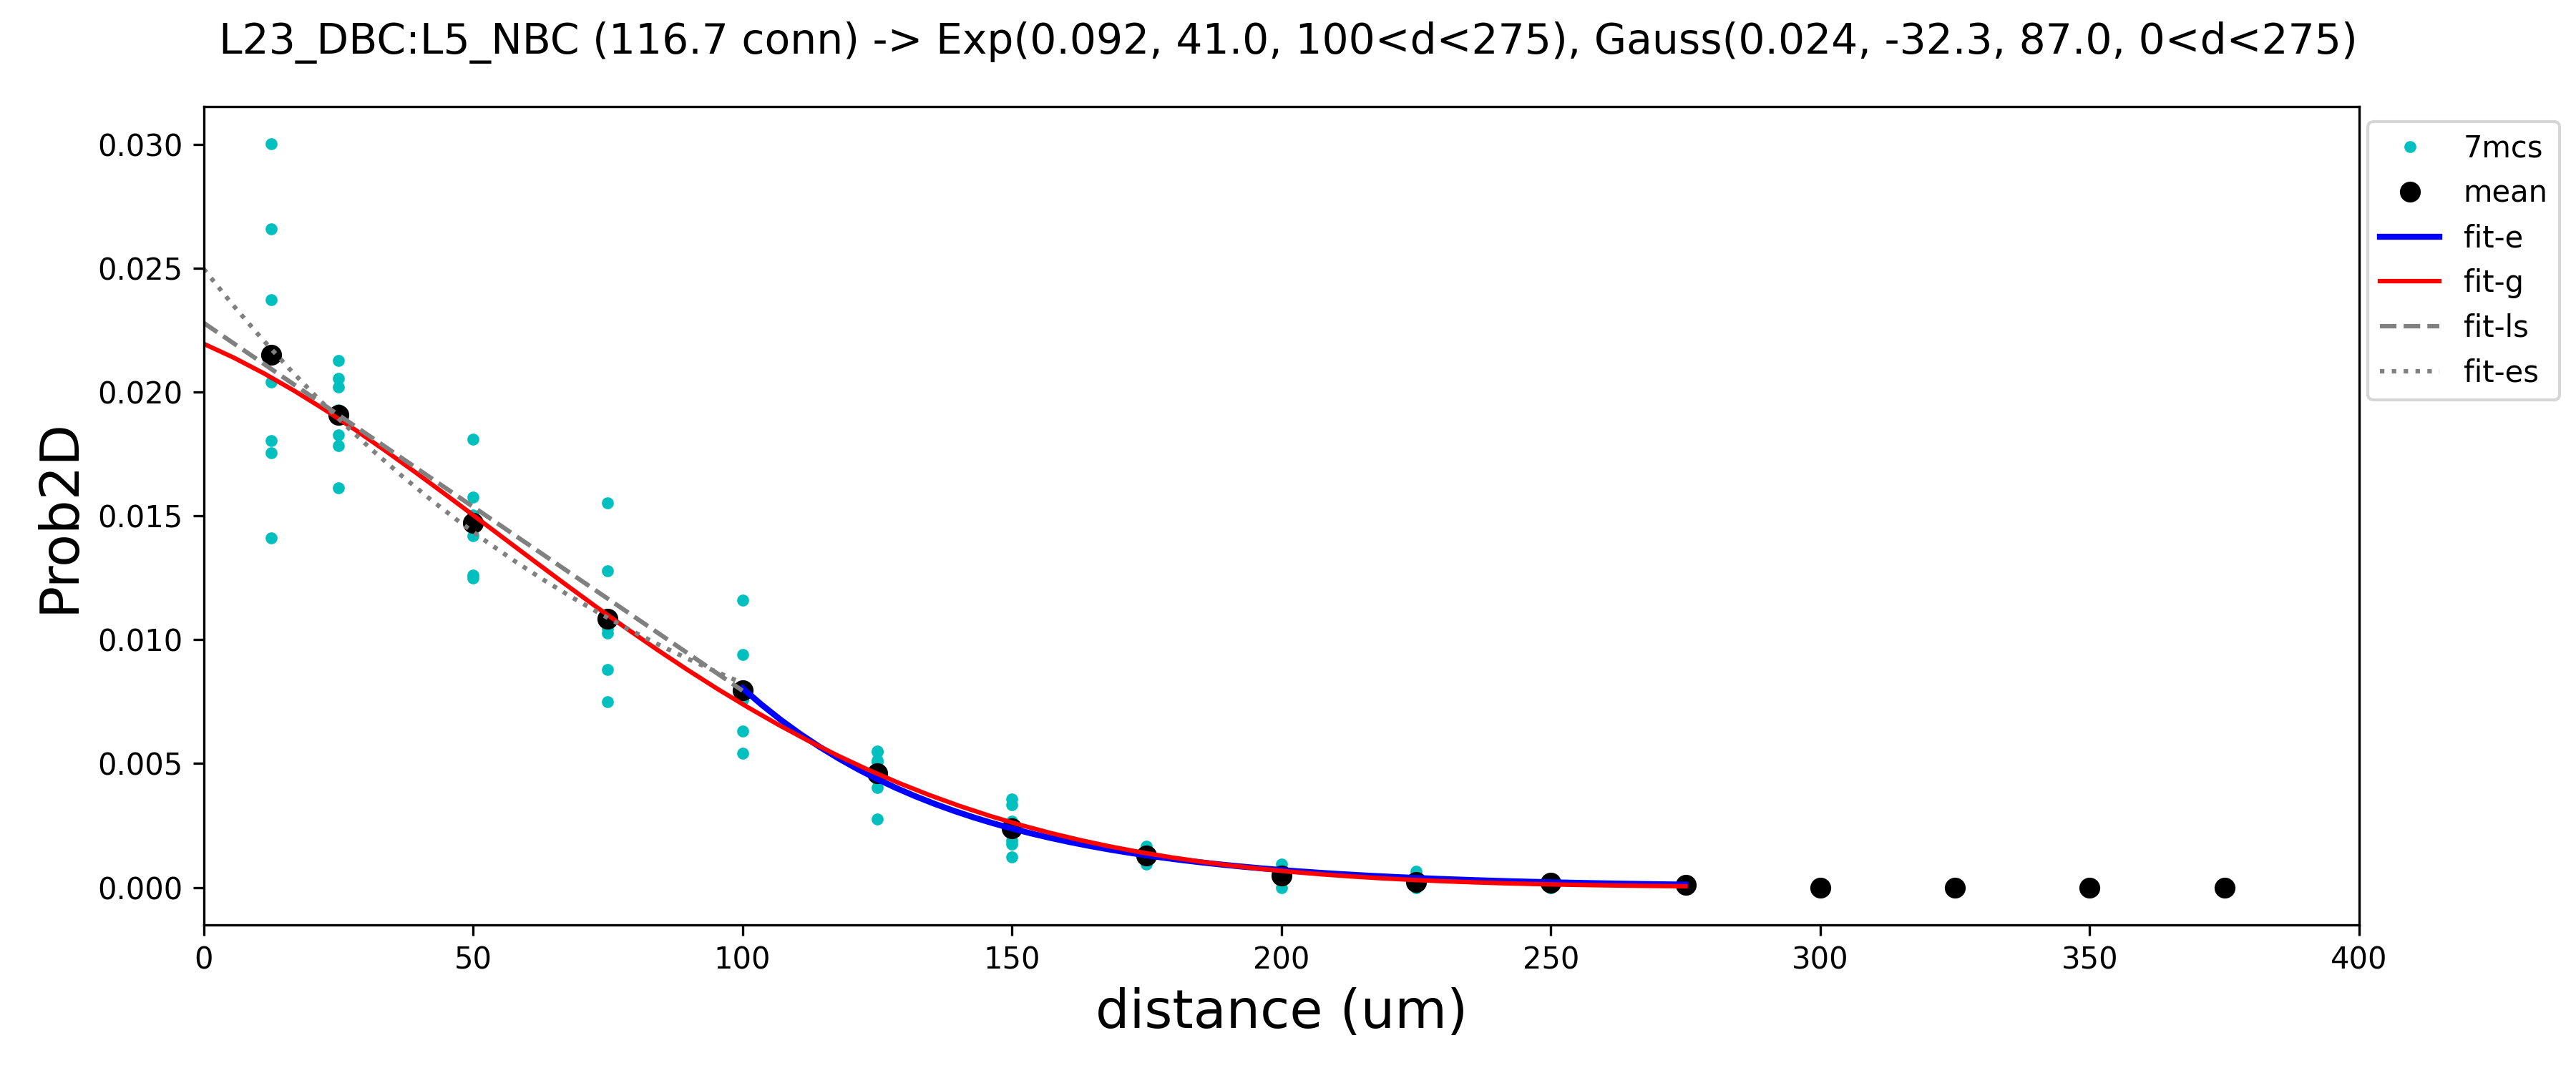 L23_DBC:L5_NBC (116.7 conn) -> Exp(0.092, 41.0, 100<d<275), Gauss(0.024, -32.3, 87.0, 0<d<275)
0.030
0.025
0.020
0.015
0.010
0.005
0.000
Prob2D
0 50 100 150 200 250 300 350 400
distance (um)
7mcs
mean
fit-e
fit-g
fit-ls
fit-es